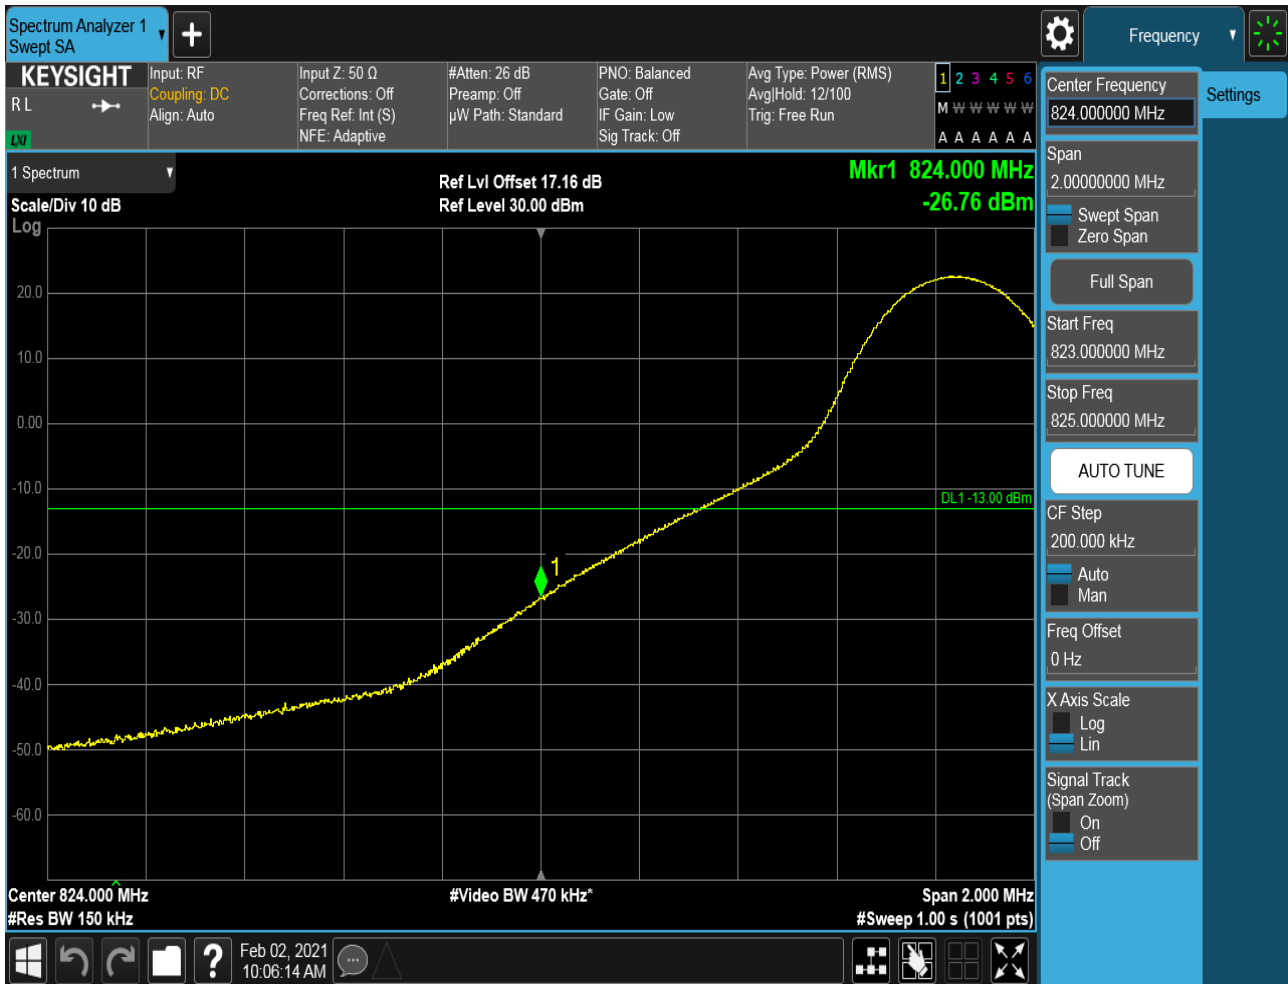 Spectrum Analyzer 1
Swept SA
Frequency
KEYSIGHT
R L
LXI
Input: RF
Coupling: DC
Align: Auto
Input Z: 50 Ω
Corrections: Off
Freq Ref: Int (S)
NFE: Adaptive
#Atten: 26 dB
Preamp: Off
µW Path: Standard
PNO: Balanced
Gate: Off
IF Gain: Low
Sig Track: Off
Avg Type: Power (RMS)
Avg|Hold: 12/100
Trig: Free Run
1 2 3 4 5 6
M W W W W W
A A A A A A
1 Spectrum
Scale/Div 10 dB
Log
Ref Lvl Offset 17.16 dB
Ref Level 30.00 dBm
Mkr1 824.000 MHz
-26.76 dBm
20.0
10.0
0.00
-10.0
-20.0
-30.0
-40.0
-50.0
-60.0
DL1 -13.00 dBm
1
Center 824.000 MHz
#Res BW 150 kHz
#Video BW 470 kHz*
Span 2.000 MHz
#Sweep 1.00 s (1001 pts)
Feb 02, 2021
10:06:14 AM
Center Frequency
824.000000 MHz
Settings
Span
2.00000000 MHz
Swept Span
Zero Span
Full Span
Start Freq
823.000000 MHz
Stop Freq
825.000000 MHz
AUTO TUNE
CF Step
200.000 kHz
Auto
Man
Freq Offset
0 Hz
X Axis Scale
Log
Lin
Signal Track
(Span Zoom)
On
Off